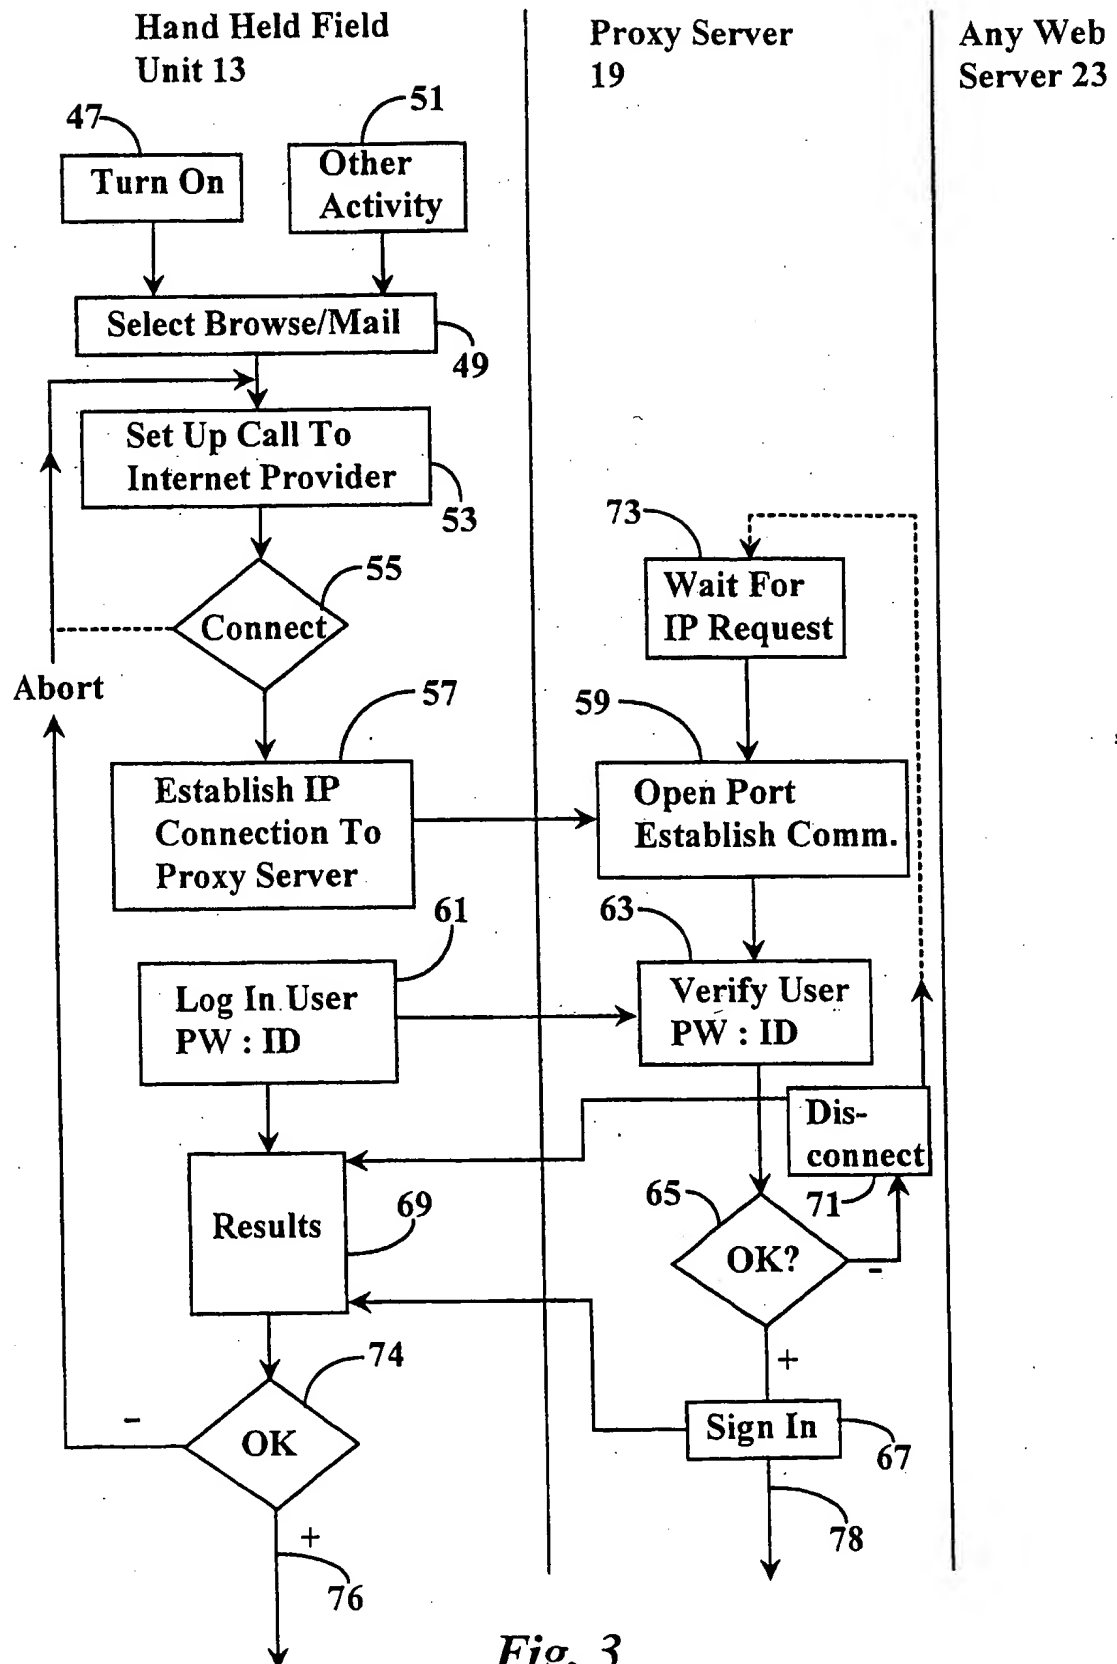 Hand Held Field
Unit 13
Proxy Server
19
Any Web
Server 23
47
51
Turn On
Other
Activity
Select Browse/Mail
49
Set Up Call To
Internet Provider
53
73
55
Wait For
IP Request
Connect
Abort
57
59
Establish IP
Connection To
Proxy Server
Open Port
Establish Comm.
61
63
Log In User
PW : ID
Verify User
PW : ID
Dis-
connect
71
65
Results
69
OK?
-
+
74
-
OK
Sign In
67
78
+
76
Fig. 3